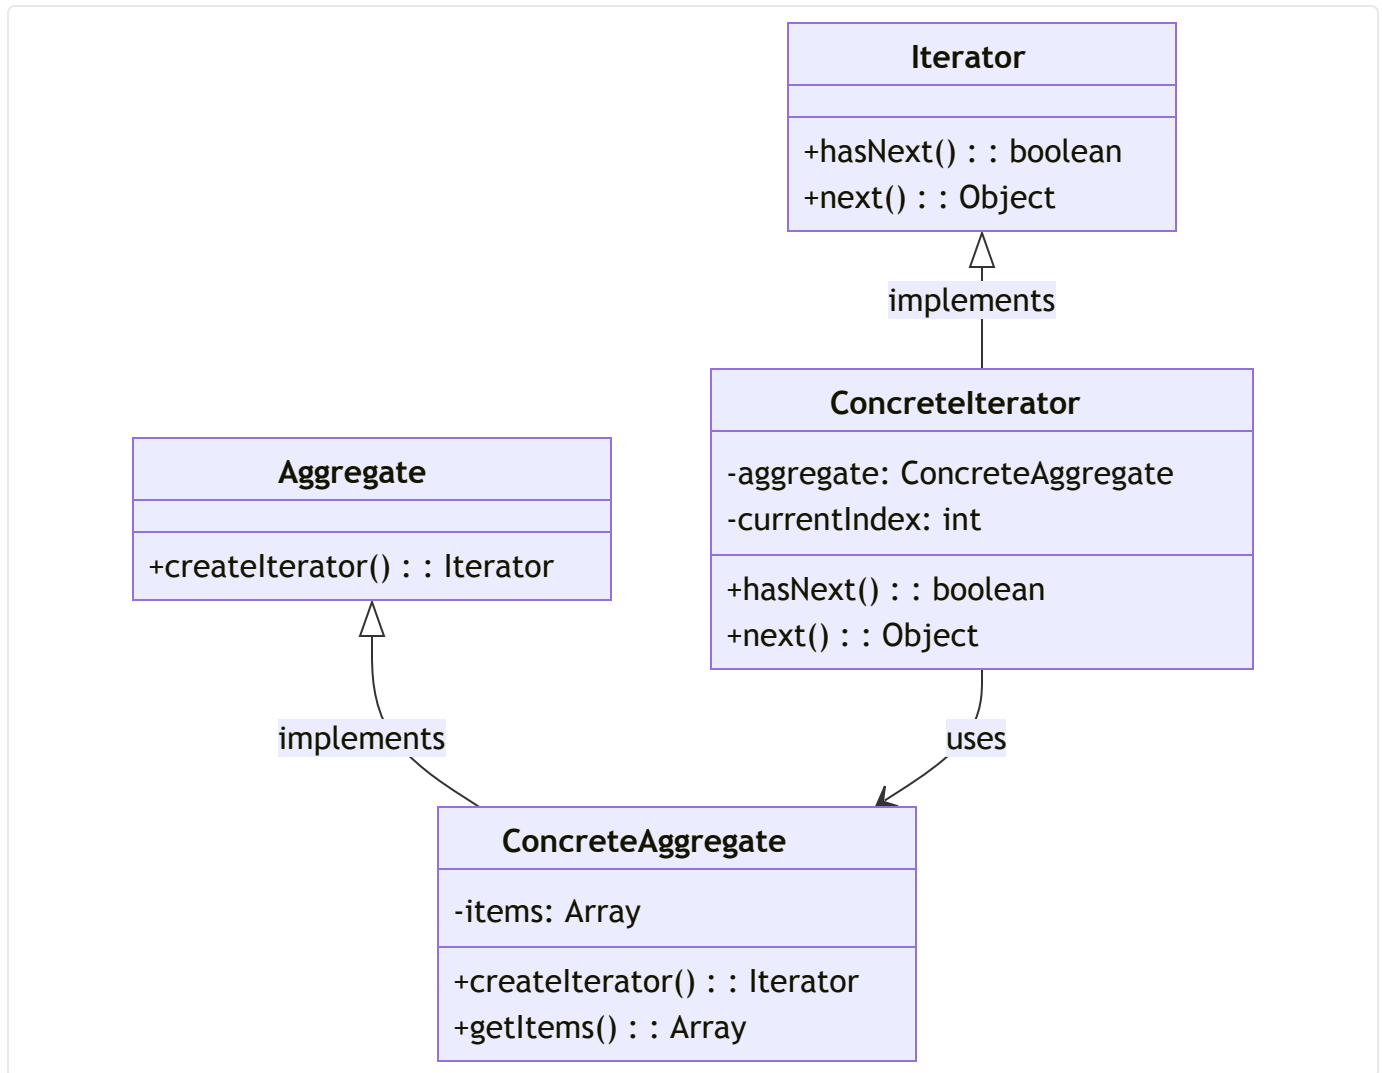 Iterator
+hasNext() : : boolean
+next() : : Object
implements
ConcreteIterator
-aggregate: ConcreteAggregate
-currentIndex: int
+hasNext() : : boolean
+next() : : Object
Aggregate
+createIterator() : : Iterator
implements
uses
ConcreteAggregate
-items: Array
+createIterator() : : Iterator
+getItems() : : Array